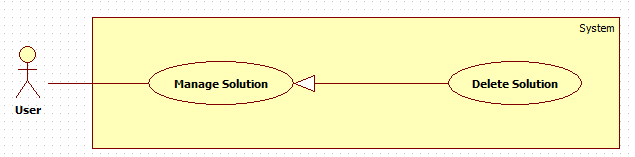 System
Manage Solution
Delete Solution
User